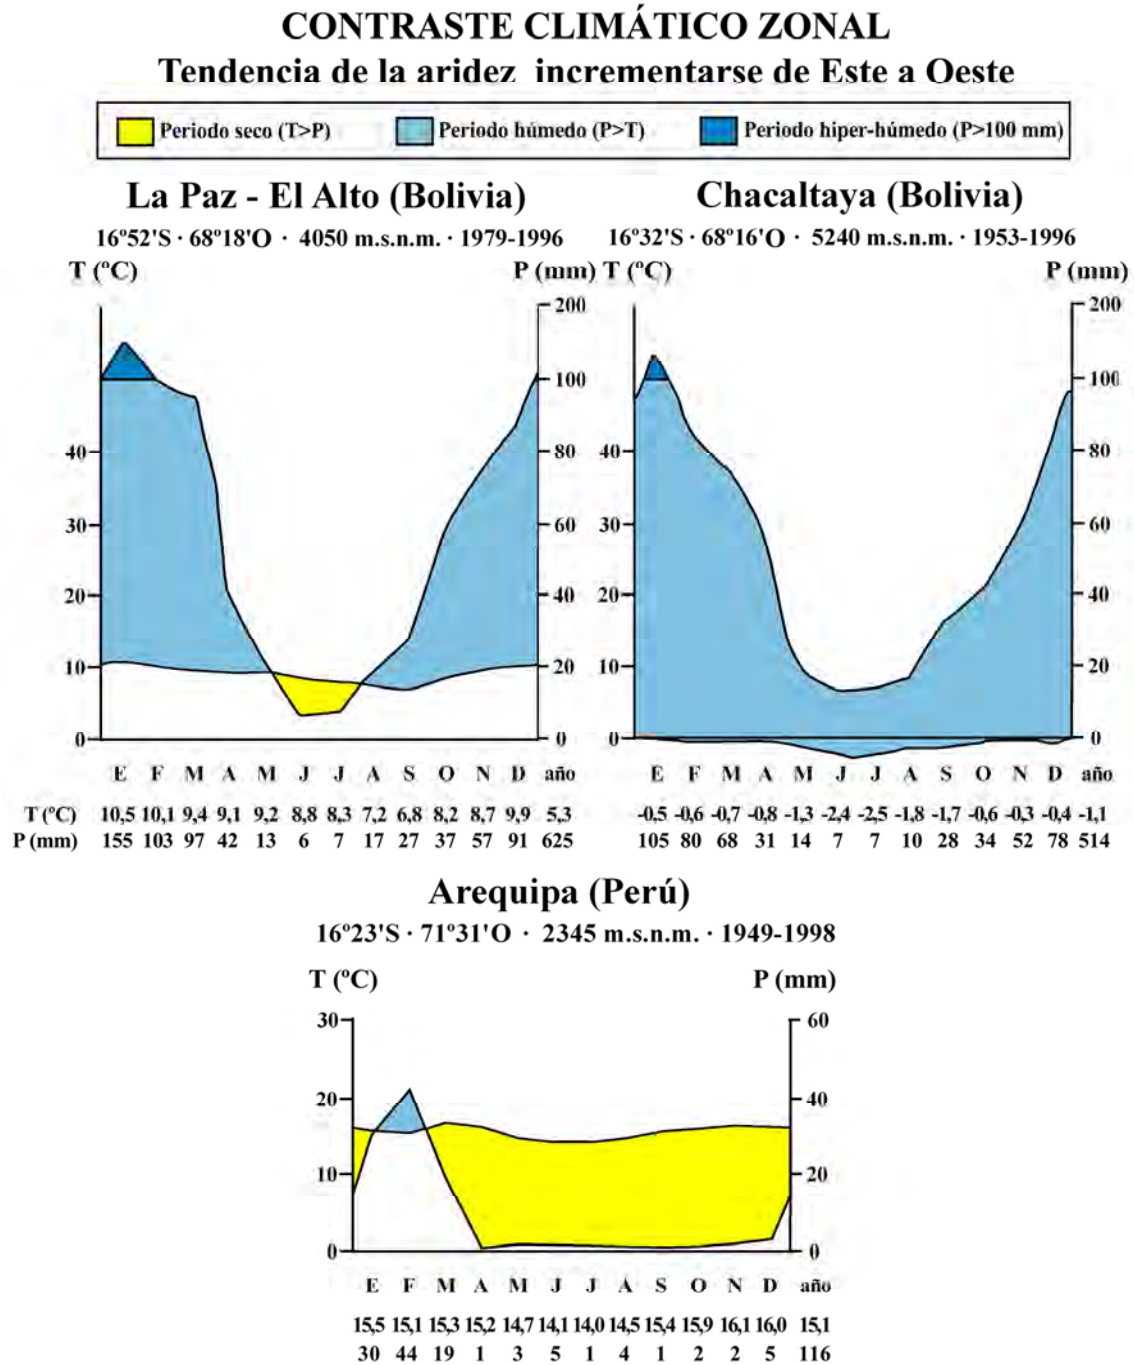 CONTRASTE CLIMÁTICO ZONAL
Tendencia de la aridez incrementarse de Este a Oeste
Periodo seco (T>P) Periodo húmedo (P>T) Periodo hiper-húmedo (P>100 mm)
La Paz - El Alto (Bolivia)
16º52'S · 68º18'O · 4050 m.s.n.m. · 1979-1996
T (ºC) P (mm)
200
100
40 80
30 60
20 40
10 20
0 0
E F M A M J J A S O N D año
T (ºC) 10,5 10,1 9,4 9,1 9,2 8,8 8,3 7,2 6,8 8,2 8,7 9,9 5,3
P (mm) 155 103 97 42 13 6 7 17 27 37 57 91 625
Chacaltaya (Bolivia)
16º32'S · 68º16'O · 5240 m.s.n.m. · 1953-1996
T (ºC) P (mm)
200
100
40 80
30 60
20 40
10 20
0 0
E F M A M J J A S O N D año
-0,5 -0,6 -0,7 -0,8 -1,3 -2,4 -2,5 -1,8 -1,7 -0,6 -0,3 -0,4 -1,1
105 80 68 31 14 7 7 10 28 34 52 78 514
Arequipa (Perú)
16º23'S · 71º31'O · 2345 m.s.n.m. · 1949-1998
T (ºC) P (mm)
30 60
20 40
10 20
0 0
E F M A M J J A S O N D año
15,5 15,1 15,3 15,2 14,7 14,1 14,0 14,5 15,4 15,9 16,1 16,0 15,1
30 44 19 1 3 5 1 4 1 2 2 5 116